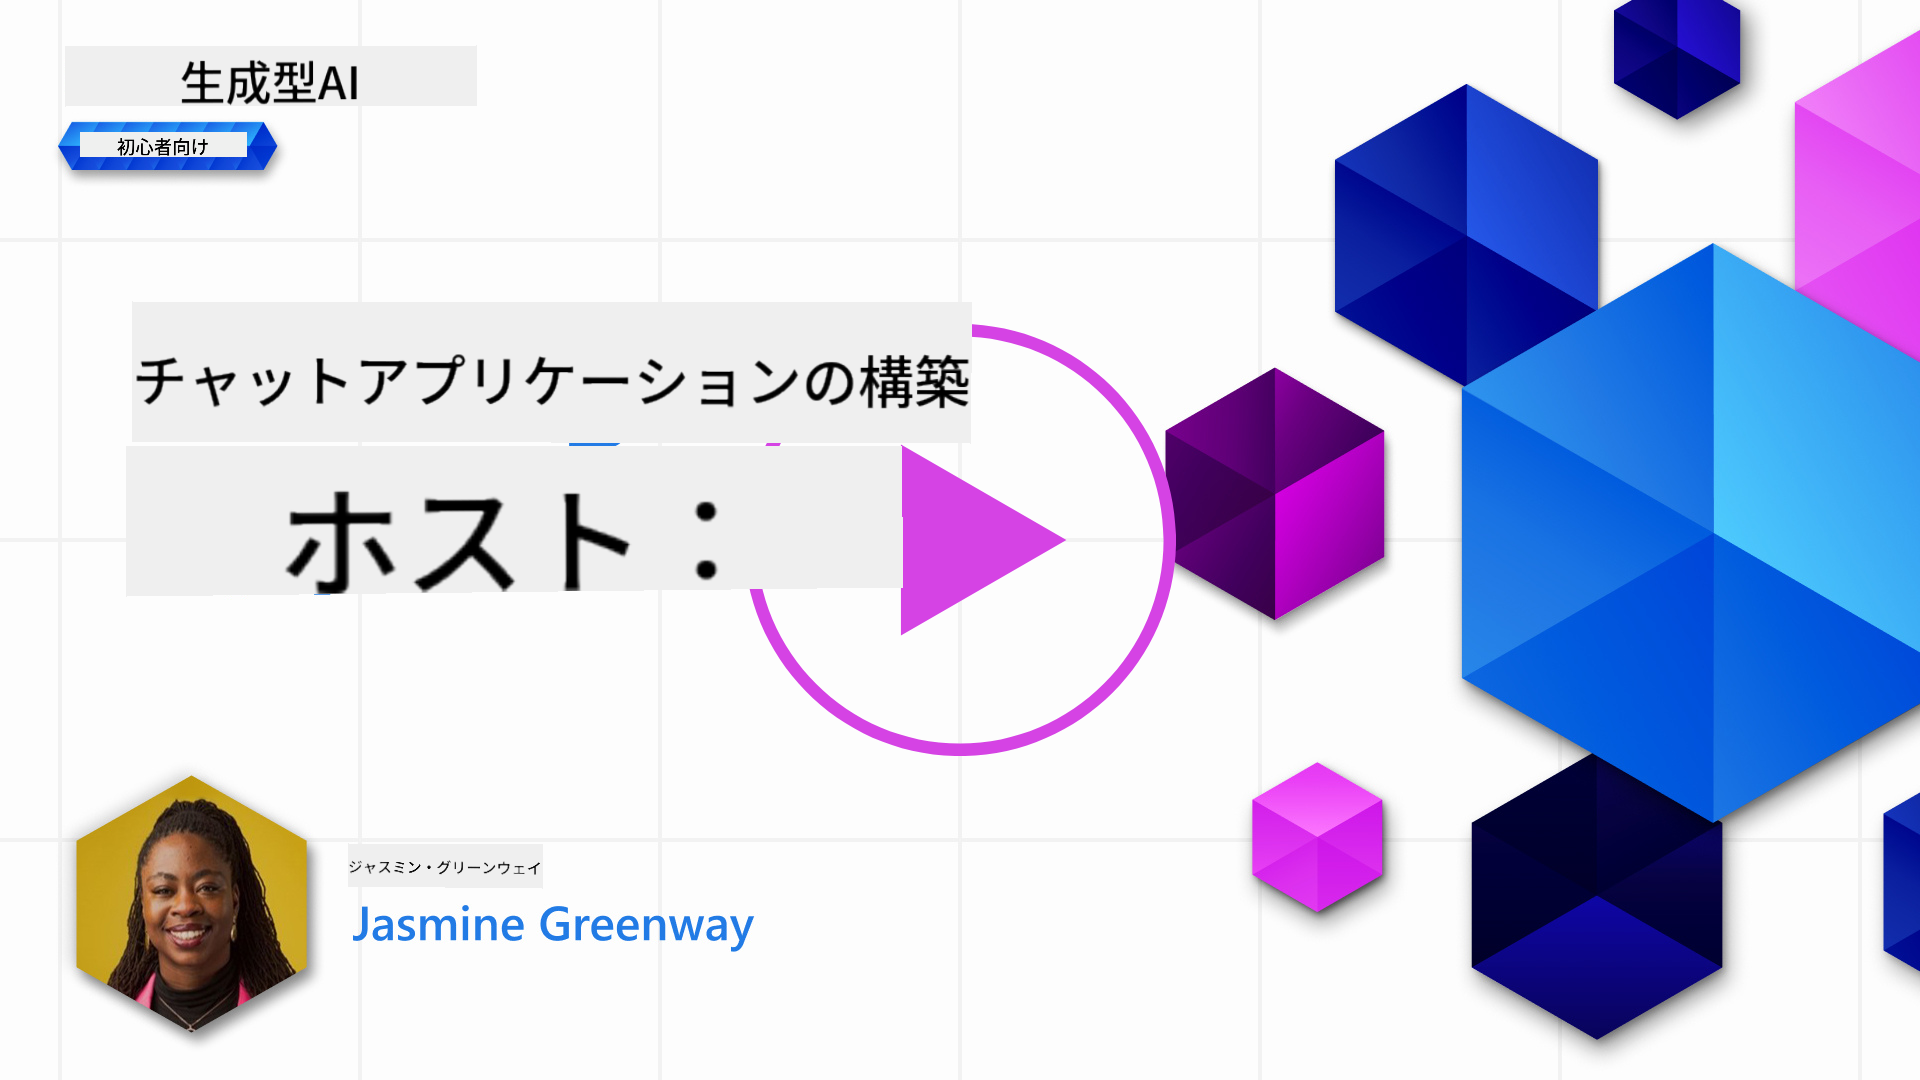 生成型AI
初心者向け
チャットアプリケーションの構築
ホスト：
ジャスミン・グリーンウェイ
Jasmine Greenway